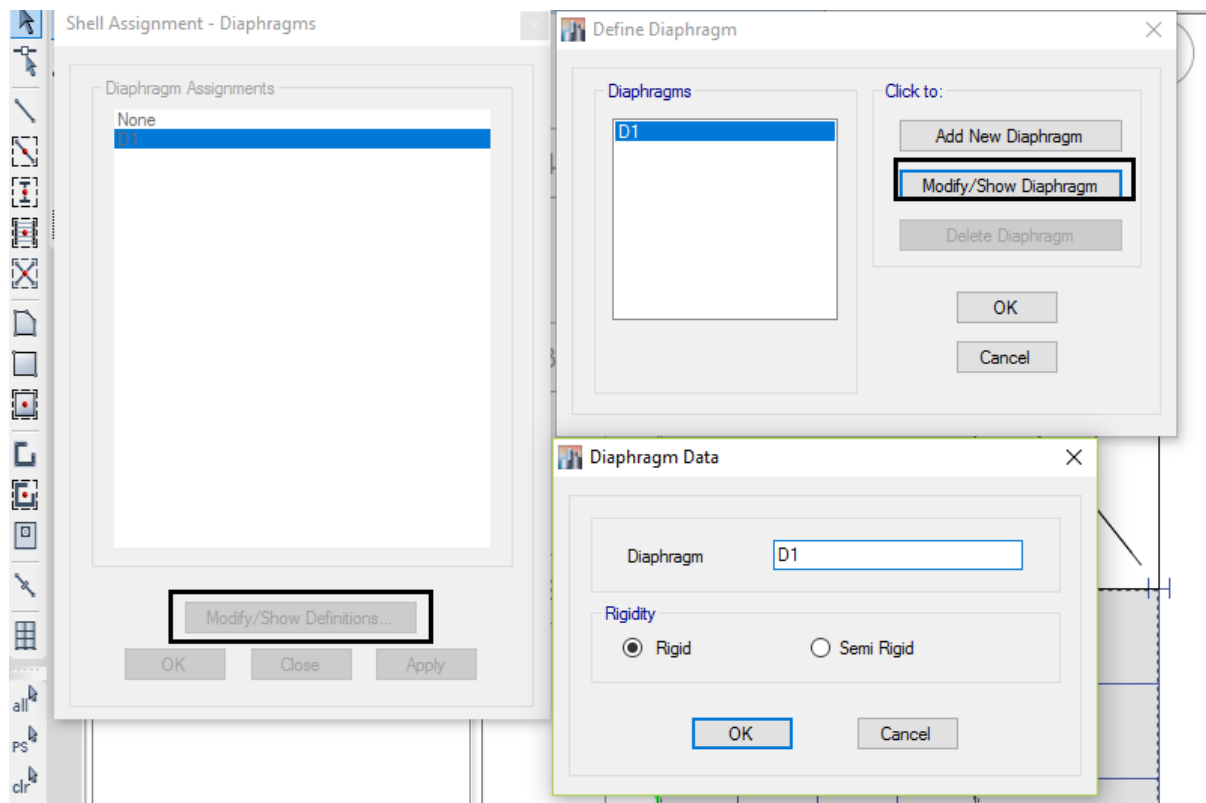 Shell Assignment - Diaphragms
x
Diaphragm Assignments
None
D1
Modify/Show Definitions...
OK
Close
Apply
Define Diaphragm
Diaphragms
D1
Click to:
Add New Diaphragm
Modify/Show Diaphragm
Delete Diaphragm
OK
Cancel
Diaphragm Data
Diaphragm
D1
Rigidity
Rigid
Semi Rigid
OK
Cancel
all
PS
clr